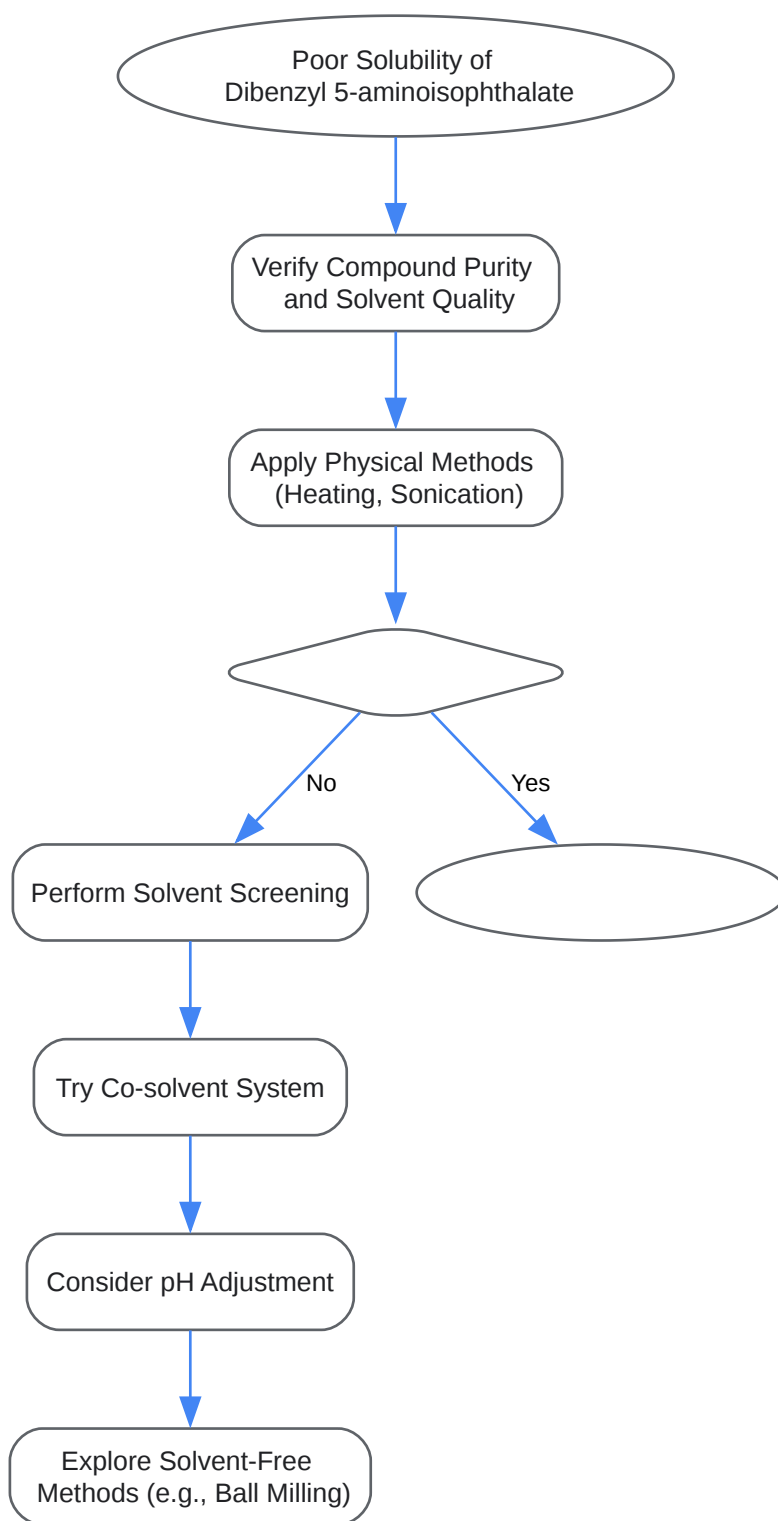 Poor Solubility of
Dibenzyl 5-aminoisophthalate
Verify Compound Purity
and Solvent Quality
Apply Physical Methods
(Heating, Sonication)
No
Yes
Perform Solvent Screening
Try Co-solvent System
Consider pH Adjustment
Explore Solvent-Free
Methods (e.g., Ball Milling)